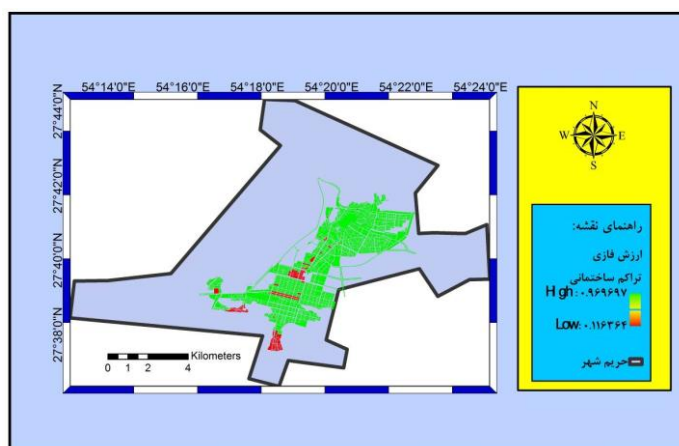 54°14'0"E 54°16'0"E 54°18'0"E 54°20'0"E 54°22'0"E 54°24'0"E
27°44'0"N
27°42'0"N
27°40'0"N
27°38'0"N
Kilometers
0 1 2 4
N
W E
S
راهنمای نقشه:
ارزش فازی
تراکم ساختمانی
High:۰.۹۶۹۶۹۷
Low:۰.۱۱۶۳۶۴
حریم شهر